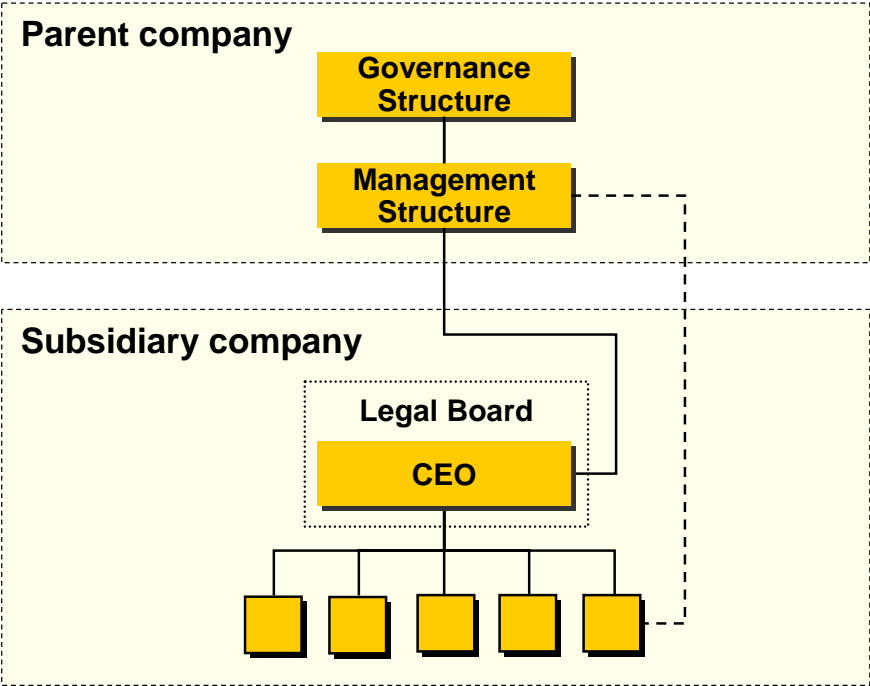 Parent company
Governance
Structure
Management
Structure
Subsidiary company
Legal Board
CEO